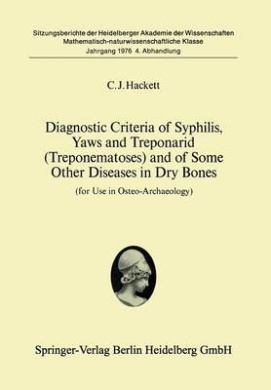 Sitzungsberichte der Heidelberger Akademie der Wissenschaften
Mathematisch-naturwissenschaftliche Klasse
Jahrgang 1976 4. Abhandlung
C. J. Hackett
Diagnostic Criteria of Syphilis,
Yaws and Treponarid
(Treponematoses) and of Some
Other Diseases in Dry Bones
(for Use in Osteo-Archaeology)
Springer-Verlag Berlin Heidelberg GmbH